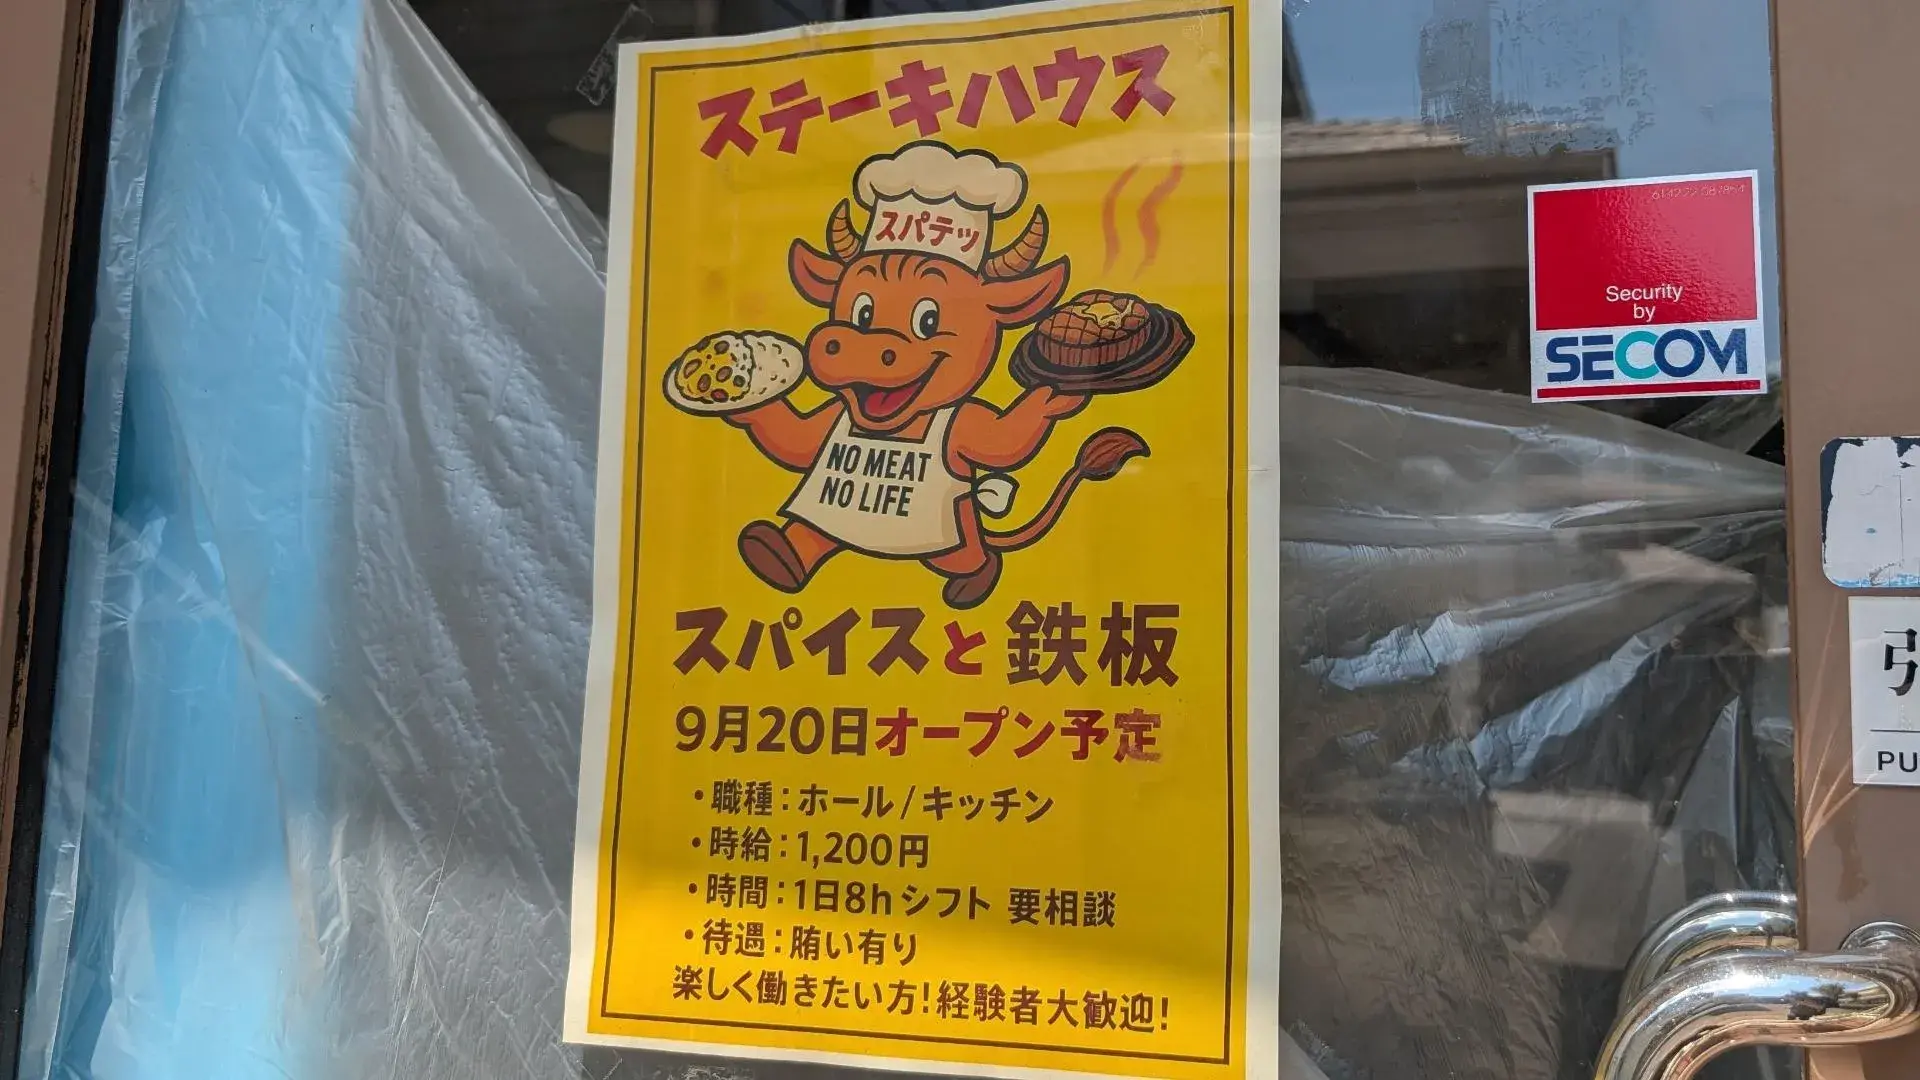 ステーキハウス
スパテッ
NO MEAT
NO LIFE
スパイスと鉄板
9月20日オープン予定
・職種：ホール/キッチン
・時給：1,200円
・時間：1日8hシフト 要相談
・待遇：賄い有り
楽しく働きたい方！経験者大歓迎！
Security
by
SECOM
PU